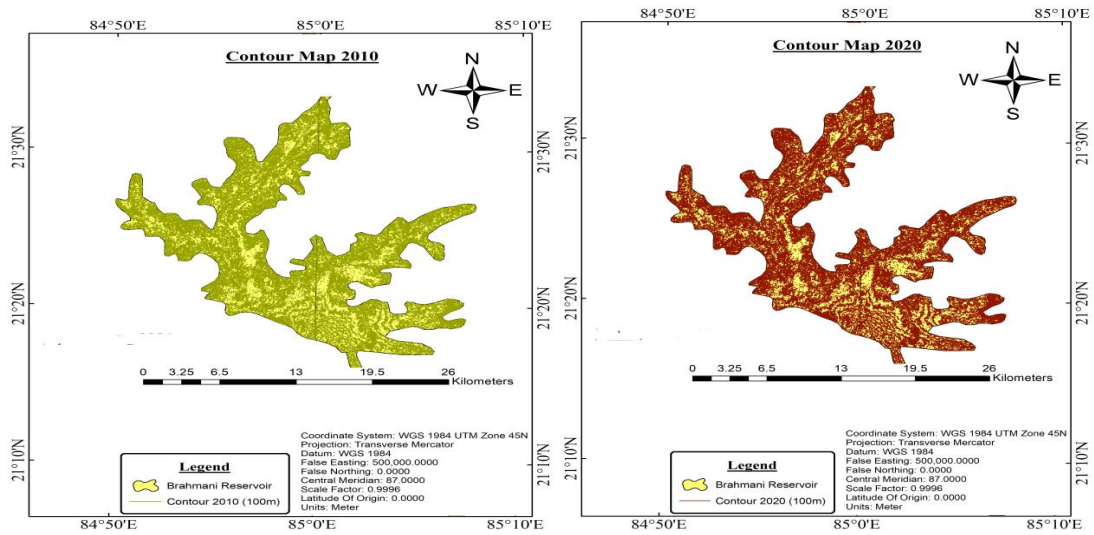 84°50'E 85°0'E 85°10'E
Contour Map 2010
N
W E
S
21°30'N 21°30'N
21°20'N 21°20'N
21°10'N 21°10'N
0 3.25 6.5 13 19.5 26
Kilometers
Coordinate System: WGS 1984 UTM Zone 45N
Projection: Transverse Mercator
Datum: WGS 1984
False Easting: 500,000.0000
False Northing: 0.0000
Central Meridian: 87.0000
Scale Factor: 0.9996
Latitude Of Origin: 0.0000
Units: Meter
Legend
Brahmani Reservoir
Contour 2010 (100m)
84°50'E 85°0'E 85°10'E
84°50'E 85°0'E 85°10'E
Contour Map 2020
N
W E
S
21°30'N 21°30'N
21°20'N 21°20'N
21°10'N 21°10'N
0 3.25 6.5 13 19.5 26
Kilometers
Coordinate System: WGS 1984 UTM Zone 45N
Projection: Transverse Mercator
Datum: WGS 1984
False Easting: 500,000.0000
False Northing: 0.0000
Central Meridian: 87.0000
Scale Factor: 0.9996
Latitude Of Origin: 0.0000
Units: Meter
Legend
Brahmani Reservoir
Contour 2020 (100m)
84°50'E 85°0'E 85°10'E